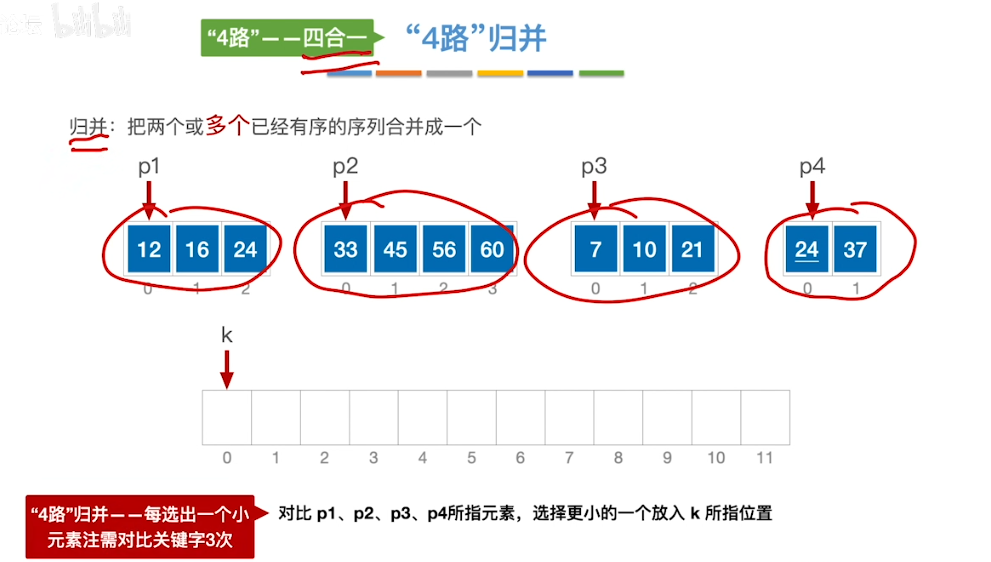 “4路”——四合一
“4路”归并
归并：把两个或多个已经有序的序列合并成一个
p1 p2 p3 p4
12 16 24 33 45 56 60 7 10 21 24 37
0 1 2 0 1 2 3 0 1 2 0 1
k
0 1 2 3 4 5 6 7 8 9 10 11
“4路”归并——每选出一个小
元素注需对比关键字3次
对比 p1、p2、p3、p4所指元素，选择更小的一个放入 k 所指位置